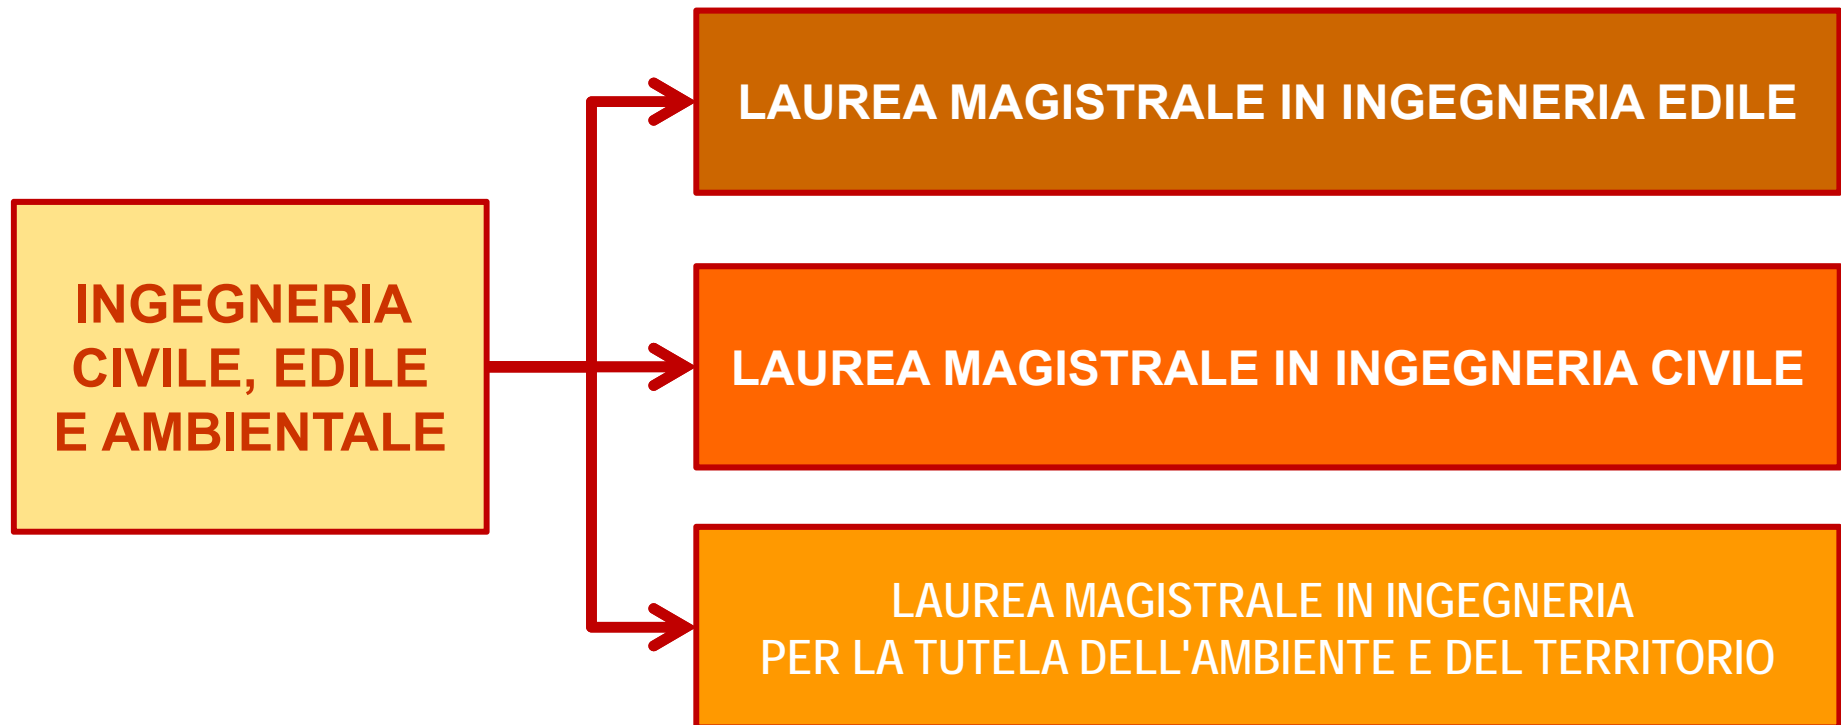 LAUREA MAGISTRALE IN INGEGNERIA EDILE
INGEGNERIA
CIVILE, EDILE
E AMBIENTALE
LAUREA MAGISTRALE IN INGEGNERIA CIVILE
LAUREA MAGISTRALE IN INGEGNERIA
PER LA TUTELA DELL'AMBIENTE E DEL TERRITORIO